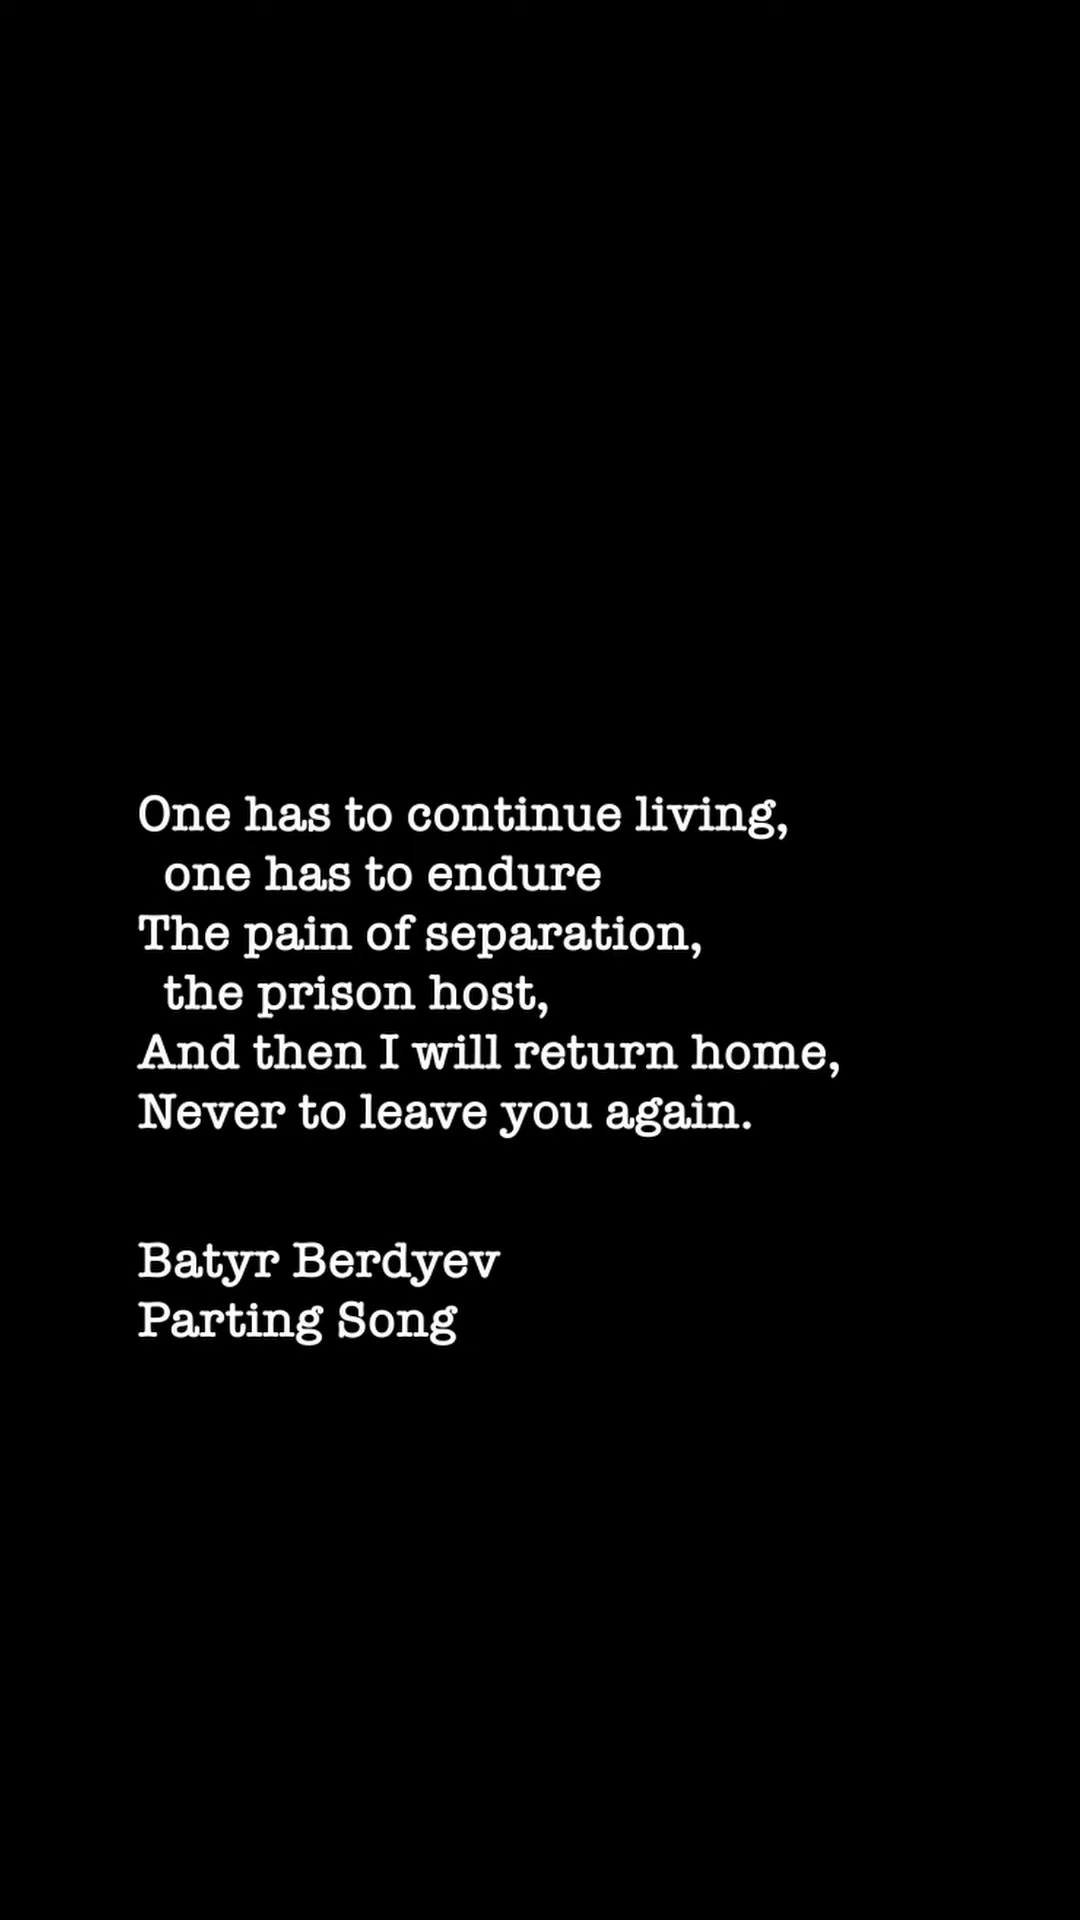 One has to continue living,
one has to endure
The pain of separation,
the prison host,
And then I will return home,
Never to leave you again.
Batyr Berdyev
Parting Song